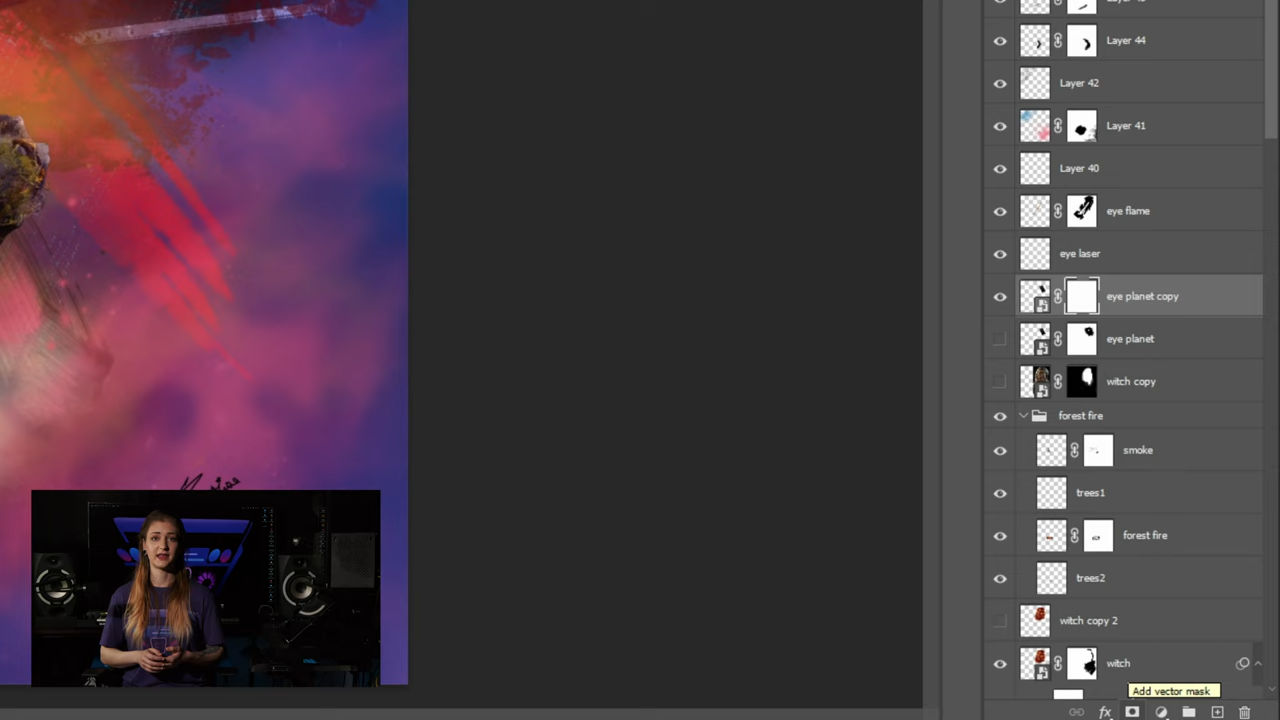 Layer 44
Layer 42
Layer 41
Layer 40
eye flame
eye laser
eye planet copy
eye planet
witch copy
forest fire
smoke
trees1
forest fire
trees2
witch copy 2
witch
Add vector mask
fx